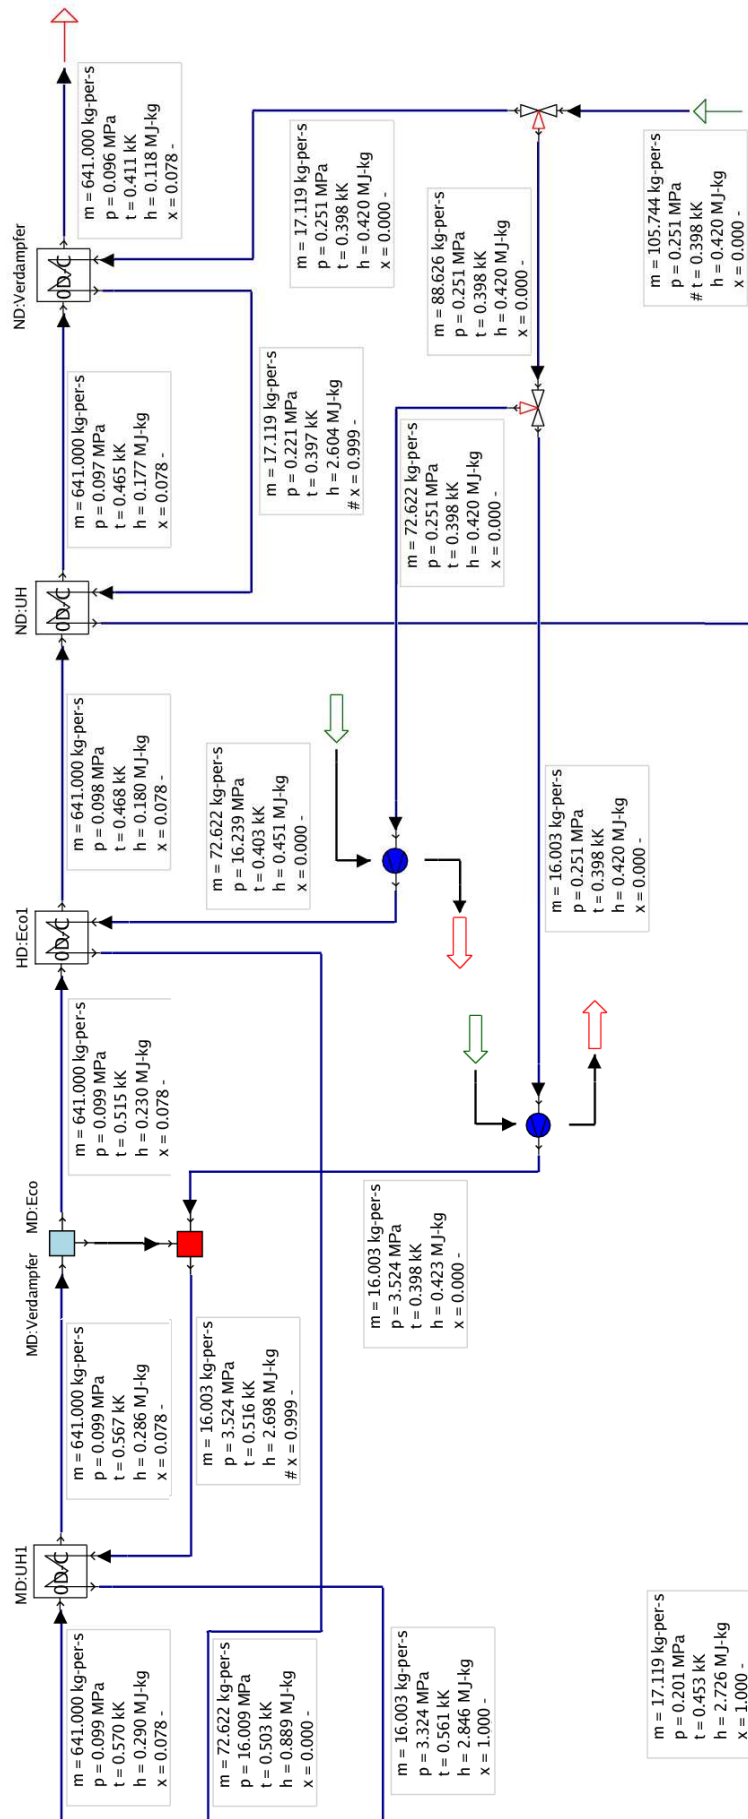 MD:UH1
MD:Verdampfer
MD:Eco
HD:Eco1
ND:UH
ND:Verdampfer
0D/C
0D/C
0D/C
0D/C
m = 641.000 kg-per-s
p = 0.099 MPa
t = 0.570 kK
h = 0.290 MJ-kg
x = 0.078 -
m = 641.000 kg-per-s
p = 0.099 MPa
t = 0.567 kK
h = 0.286 MJ-kg
x = 0.078 -
m = 641.000 kg-per-s
p = 0.099 MPa
t = 0.515 kK
h = 0.230 MJ-kg
x = 0.078 -
m = 641.000 kg-per-s
p = 0.098 MPa
t = 0.468 kK
h = 0.180 MJ-kg
x = 0.078 -
m = 641.000 kg-per-s
p = 0.097 MPa
t = 0.465 kK
h = 0.177 MJ-kg
x = 0.078 -
m = 641.000 kg-per-s
p = 0.096 MPa
t = 0.411 kK
h = 0.118 MJ-kg
x = 0.078 -
m = 72.622 kg-per-s
p = 16.009 MPa
t = 0.503 kK
h = 0.889 MJ-kg
x = 0.000 -
m = 16.003 kg-per-s
p = 3.524 MPa
t = 0.516 kK
h = 2.698 MJ-kg
# x = 0.999 -
m = 72.622 kg-per-s
p = 16.239 MPa
t = 0.403 kK
h = 0.451 MJ-kg
x = 0.000 -
m = 17.119 kg-per-s
p = 0.221 MPa
t = 0.397 kK
h = 2.604 MJ-kg
# x = 0.999 -
m = 17.119 kg-per-s
p = 0.251 MPa
t = 0.398 kK
h = 0.420 MJ-kg
x = 0.000 -
m = 16.003 kg-per-s
p = 3.324 MPa
t = 0.561 kK
h = 2.846 MJ-kg
x = 1.000 -
m = 16.003 kg-per-s
p = 3.524 MPa
t = 0.398 kK
h = 0.423 MJ-kg
x = 0.000 -
m = 72.622 kg-per-s
p = 0.251 MPa
t = 0.398 kK
h = 0.420 MJ-kg
x = 0.000 -
m = 88.626 kg-per-s
p = 0.251 MPa
t = 0.398 kK
h = 0.420 MJ-kg
x = 0.000 -
m = 16.003 kg-per-s
p = 0.251 MPa
t = 0.398 kK
h = 0.420 MJ-kg
x = 0.000 -
m = 17.119 kg-per-s
p = 0.201 MPa
t = 0.453 kK
h = 2.726 MJ-kg
x = 1.000 -
m = 105.744 kg-per-s
p = 0.251 MPa
# t = 0.398 kK
h = 0.420 MJ-kg
x = 0.000 -